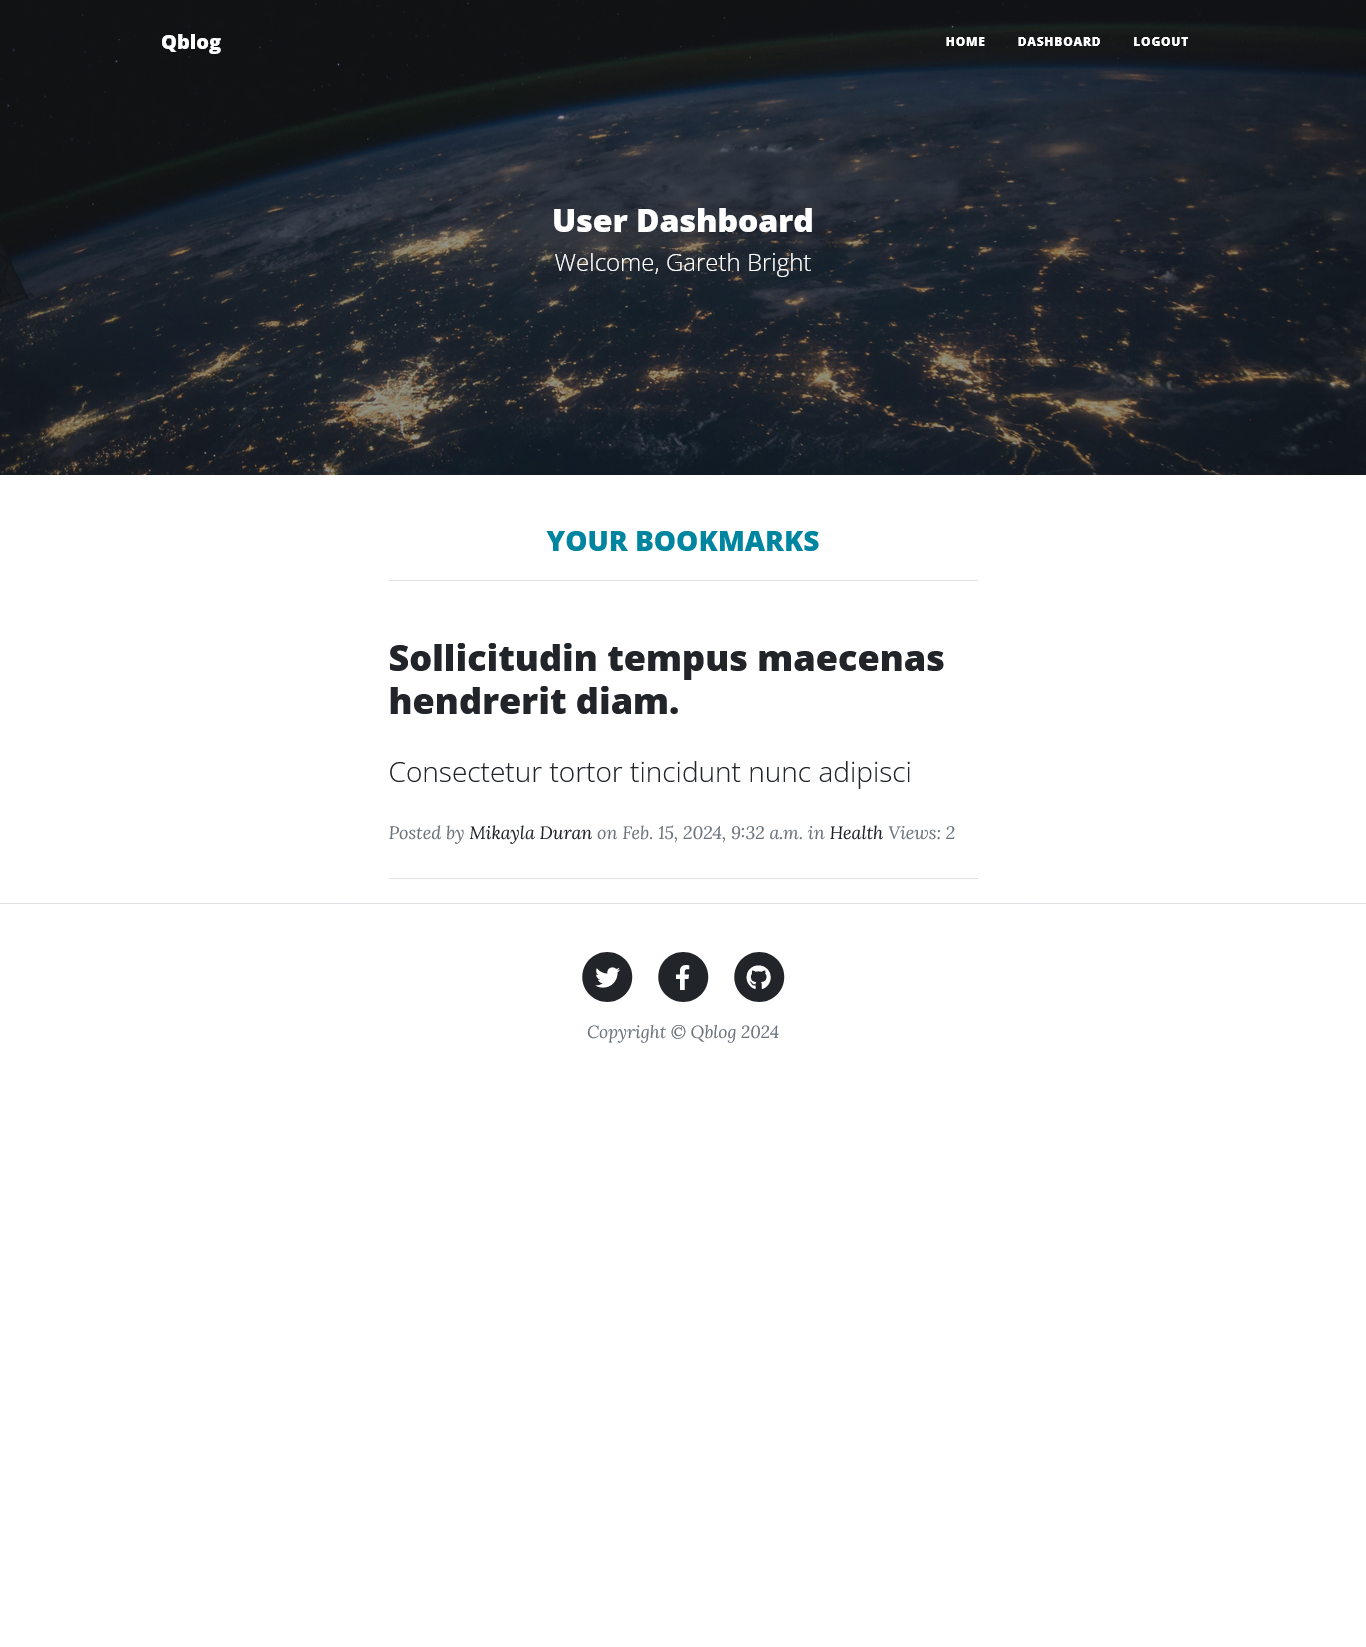 Qblog
HOME DASHBOARD LOGOUT
User Dashboard
Welcome, Gareth Bright
YOUR BOOKMARKS
Sollicitudin tempus maecenas
hendrerit diam.
Consectetur tortor tincidunt nunc adipisci
Posted by Mikayla Duran on Feb. 15, 2024, 9:32 a.m. in Health Views: 2
Copyright © Qblog 2024